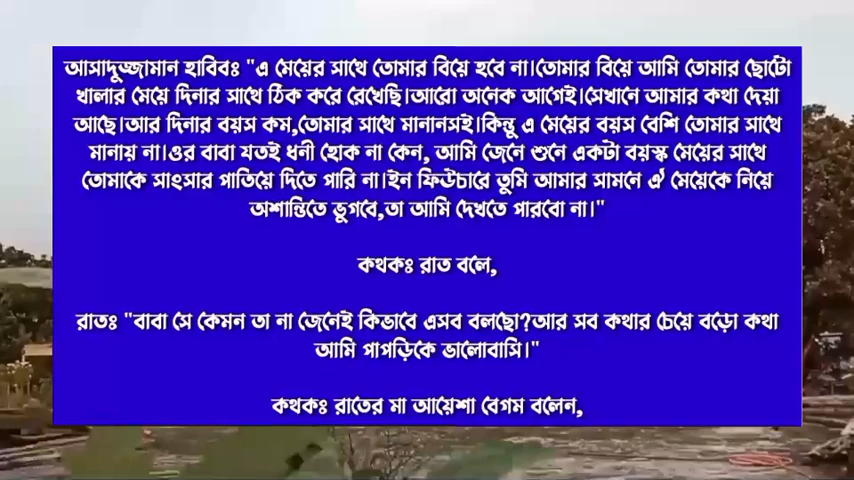 আসাদুজ্জামান হাবিবঃ "এ মেয়ের সাথে তোমার বিয়ে হবে না।তোমার বিয়ে আমি তোমার ছোটো
খালার মেয়ে দিনার সাথে ঠিক করে রেখেছি।আরো অনেক আগেই।সেখানে আমার কথা দেয়া
আছে।আর দিনার বয়স কম,তোমার সাথে মানানসই।কিন্তু এ মেয়ের বয়স বেশি তোমার সাথে
মানায় না।ওর বাবা যতই ধনী হোক না কেন, আমি জেনে শুনে একটা বয়স্ক মেয়ের সাথে
তোমাকে সাংসার পাতিয়ে দিতে পারি না।ইন ফিউচারে তুমি আমার সামনে ঐ মেয়েকে নিয়ে
অশান্তিতে ভুগবে,তা আমি দেখতে পারবো না।"
কথকঃ রাত বলে,
রাতঃ "বাবা সে কেমন তা না জেনেই কিভাবে এসব বলছো?আর সব কথার চেয়ে বড়ো কথা
আমি পাপড়িকে ভালোবাসি।"
কথকঃ রাতের মা আয়েশা বেগম বলেন,